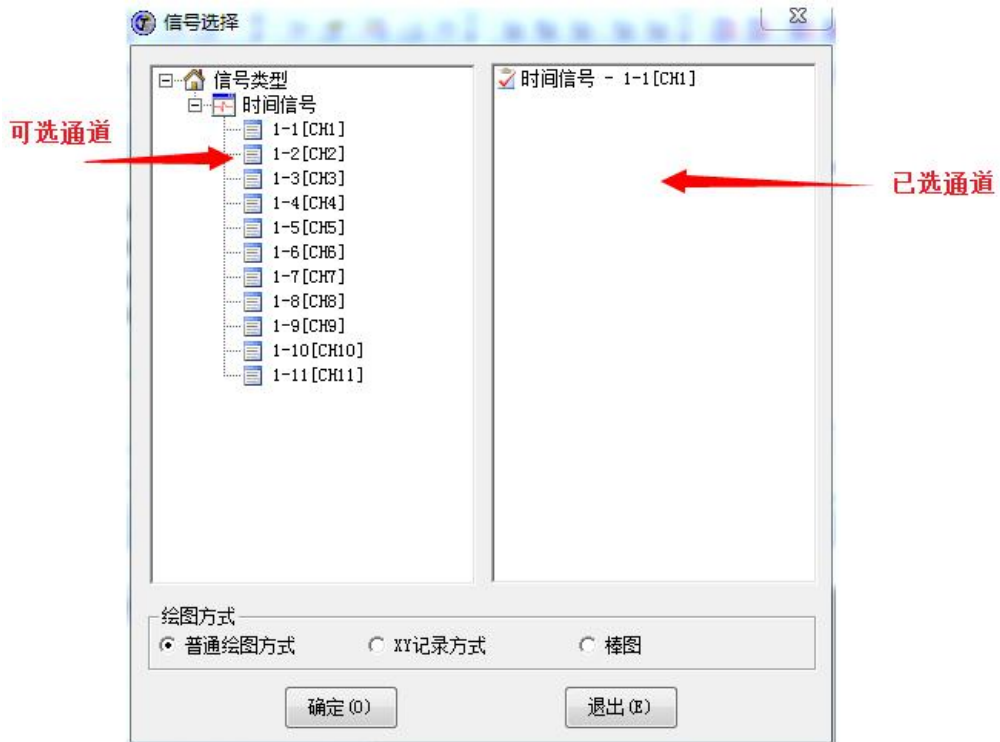 信号选择
信号类型
时间信号
1-1[CH1]
1-2[CH2]
1-3[CH3]
1-4[CH4]
1-5[CH5]
1-6[CH6]
1-7[CH7]
1-8[CH8]
1-9[CH9]
1-10[CH10]
1-11[CH11]
时间信号 - 1-1[CH1]
可选通道
已选通道
绘图方式
普通绘图方式
XY记录方式
棒图
确定(O)
退出(E)